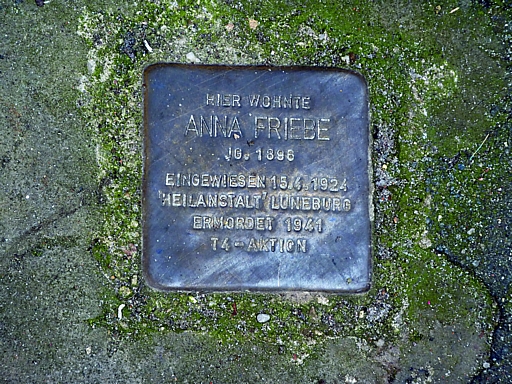 HIER WOHNTE
ANNA FRIEBE
JG. 1896
EINGEWIESEN 15.4.1924
'HEILANSTALT' LÜNEBURG
ERMORDET 1941
T4-AKTION